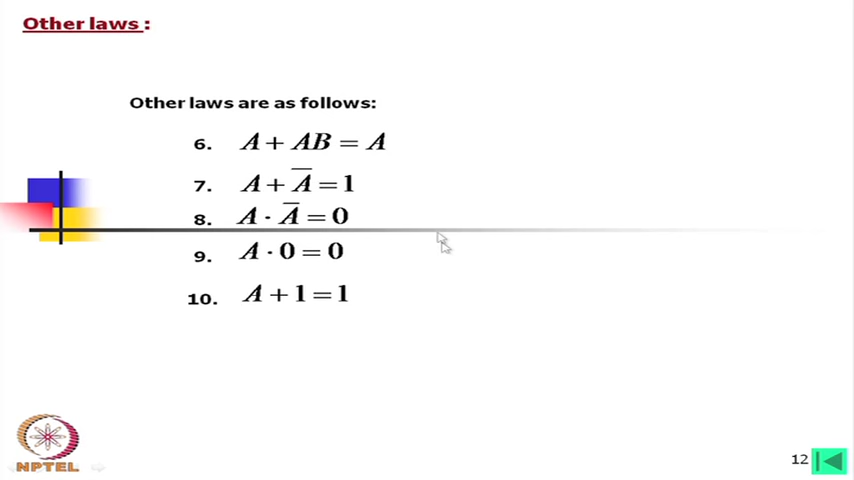 Other laws :
Other laws are as follows:
6. A + AB = A
7. A + A̅ = 1
8. A · A̅ = 0
9. A · 0 = 0
10. A + 1 = 1
NPTEL
12